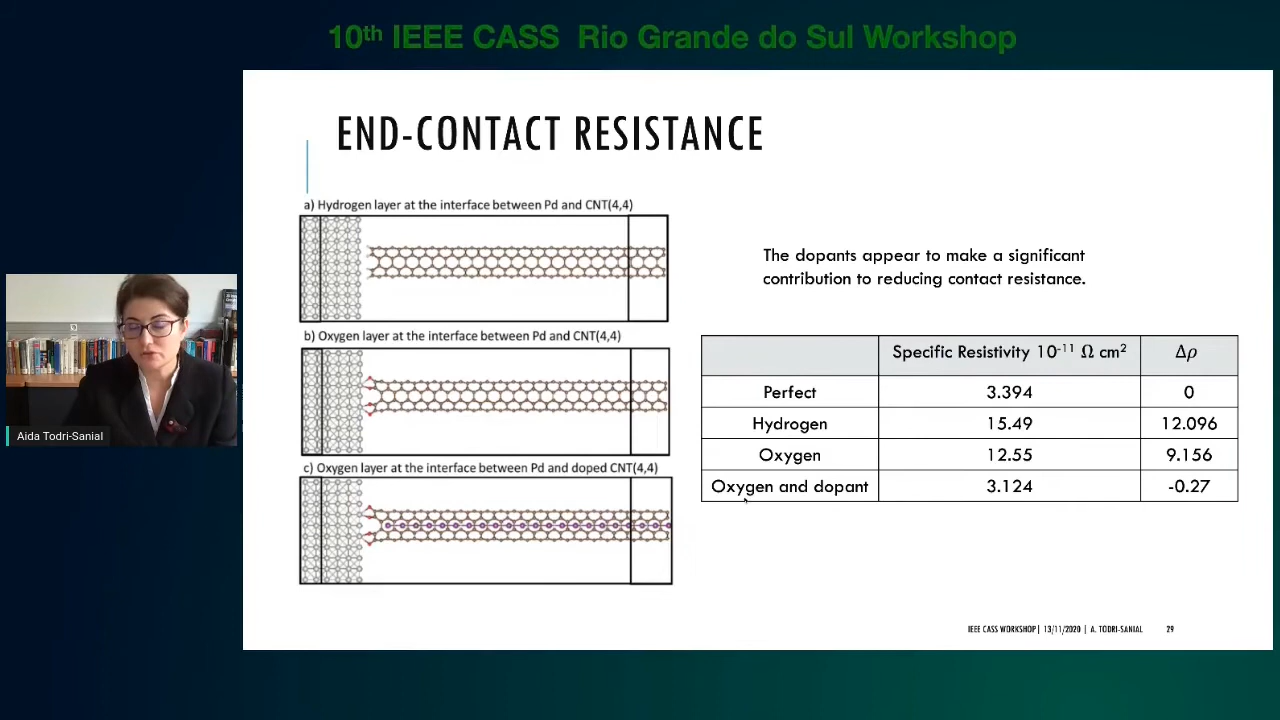 10th IEEE CASS Rio Grande do Sul Workshop
END-CONTACT RESISTANCE
a) Hydrogen layer at the interface between Pd and CNT(4,4)
b) Oxygen layer at the interface between Pd and CNT(4,4)
c) Oxygen layer at the interface between Pd and doped CNT(4,4)
The dopants appear to make a significant
contribution to reducing contact resistance.
Specific Resistivity 10⁻¹¹ Ω cm² Δρ
Perfect 3.394 0
Hydrogen 15.49 12.096
Oxygen 12.55 9.156
Oxygen and dopant 3.124 -0.27
Aida Todri-Sanial
IEEE CASS WORKSHOP| 13/11/2020 | A. TODRI-SANIAL 29